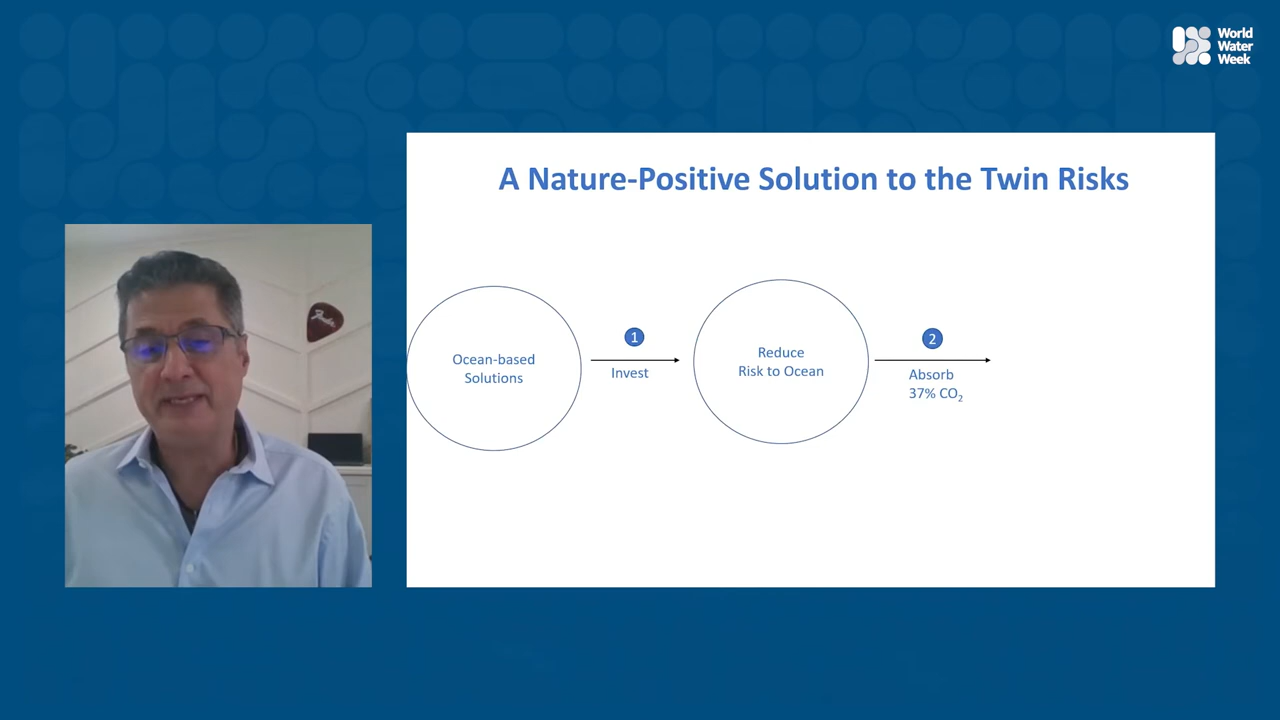 World
Water
Week
A Nature-Positive Solution to the Twin Risks
Fender
Ocean-based
Solutions
1
Invest
Reduce
Risk to Ocean
2
Absorb
37% CO₂